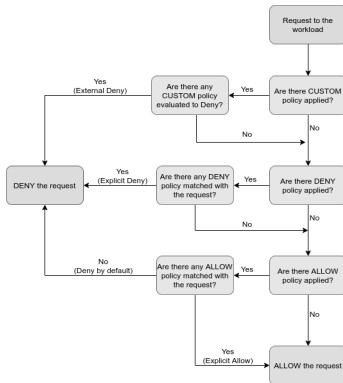 Request to the
workload
Are there any
CUSTOM policy
evaluated to Deny?
Are there CUSTOM
policy applied?
Yes
(External Deny)
Yes
No
No
DENY the request
Are there any DENY
policy matched with
the request?
Are there DENY
policy applied?
Yes
(Explicit Deny)
Yes
No
No
Are there any ALLOW
policy matched with
the request?
Are there ALLOW
policy applied?
No
(Deny by default)
Yes
No
Yes
(Explicit Allow)
ALLOW the request